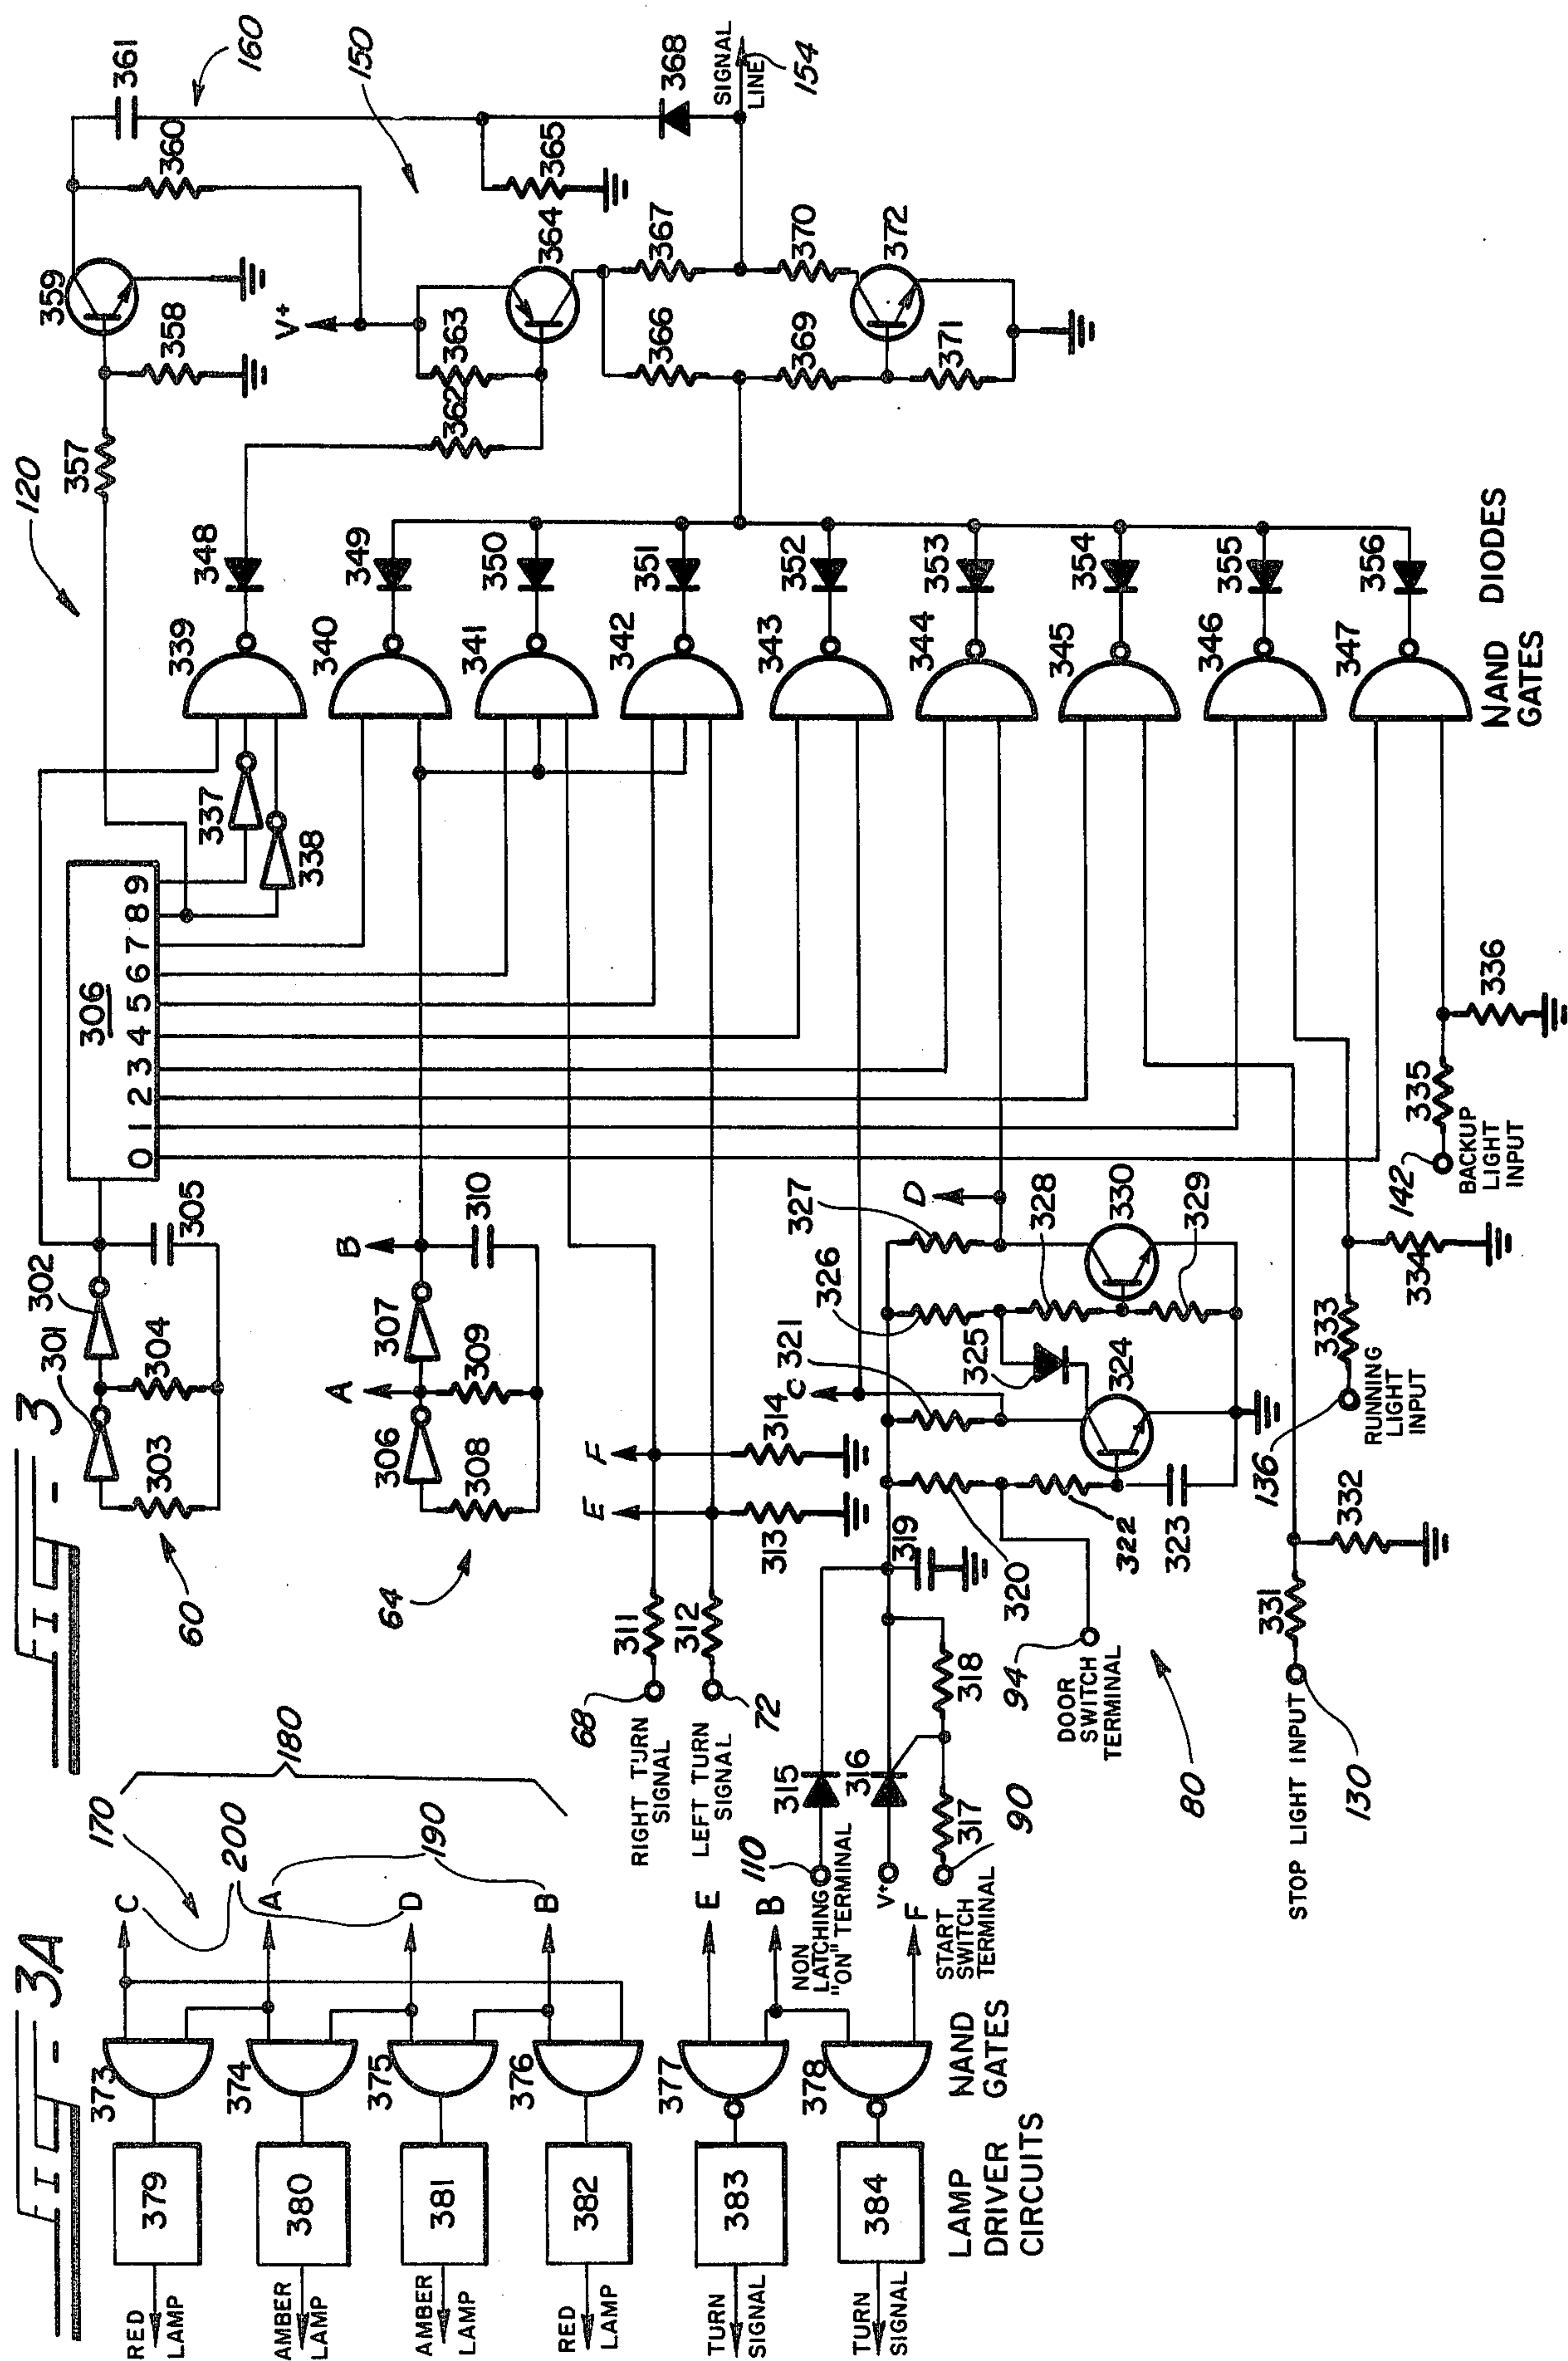 FIG-3
301
302
303
304
305
60
306
0 1 2 3 4 5 6 7 8 9
120
357
358
359
360
361
160
V+
150
337
338
339
348
362
363
364
365
367
366
368
SIGNAL
LINE
154
369
370
371
372
340
349
341
350
342
351
343
352
344
353
345
354
346
355
347
356
NAND
GATES
DIODES
A
B
306
307
308
309
310
64
68
RIGHT TURN
SIGNAL
311
312
LEFT TURN
SIGNAL
72
E
F
313
314
110
NON
LATCHING
"ON" TERMINAL
315
V+
316
317
318
START
SWITCH
TERMINAL
90
319
320
321
322
323
324
325
326
327
328
329
330
C
D
94
DOOR
SWITCH
TERMINAL
80
STOP LIGHT INPUT
130
331
332
136
RUNNING
LIGHT
INPUT
333
334
142
BACKUP
LIGHT
INPUT
335
336
FIG-3A
170
180
190
200
C
A
D
B
E
B
F
373
374
375
376
377
378
379
380
381
382
383
384
RED
LAMP
AMBER
LAMP
AMBER
LAMP
RED
LAMP
TURN
SIGNAL
TURN
SIGNAL
LAMP
DRIVER
CIRCUITS
NAND
GATES